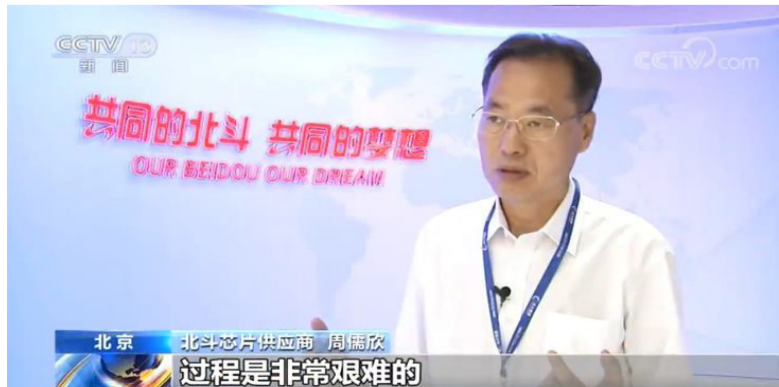 CCTV 13
新闻
CCTV.com
共同的北斗 共同的梦想
OUR BEIDOU OUR DREAM
北京
北斗芯片供应商 周儒欣
过程是非常艰难的